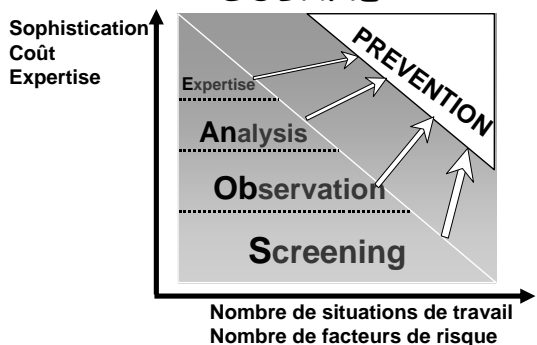 Sophistication
Coût
Expertise
PREVENTION
Expertise
Analysis
Observation
Screening
Nombre de situations de travail
Nombre de facteurs de risque